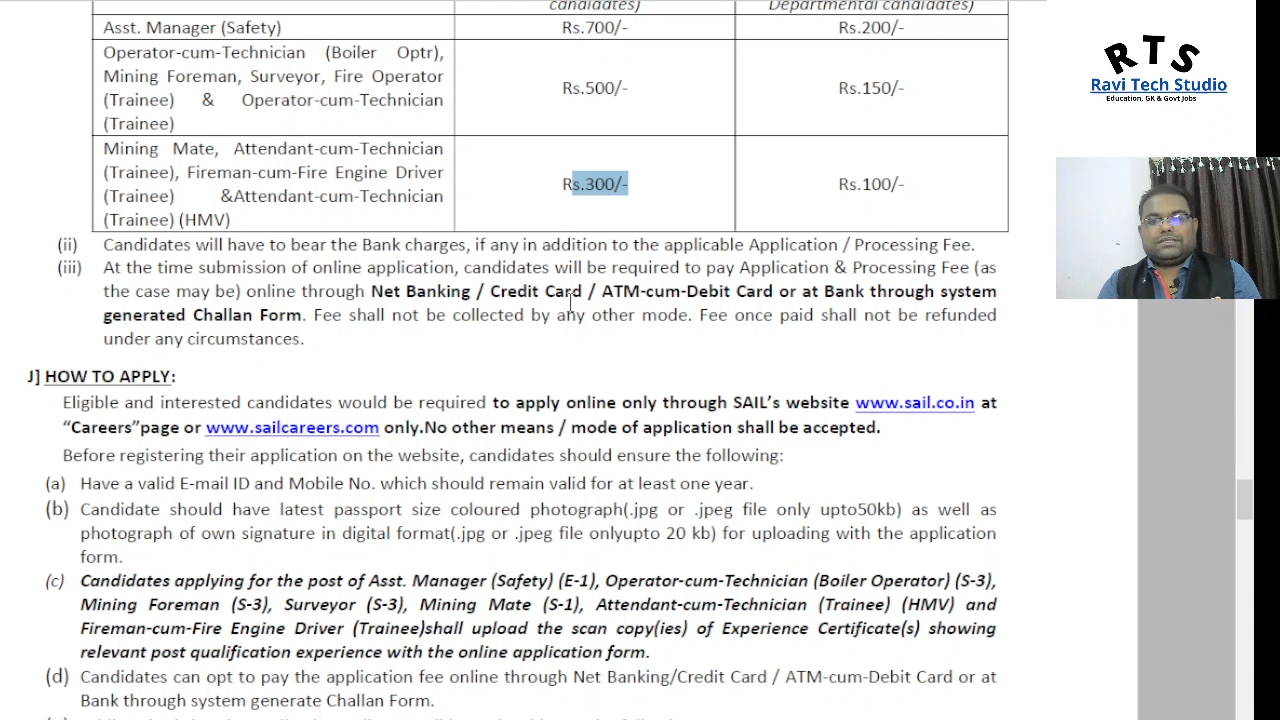 candidates)
Departmental candidates)
Asst. Manager (Safety)
Rs.700/-
Rs.200/-
Operator-cum-Technician (Boiler Optr),
Mining Foreman, Surveyor, Fire Operator
(Trainee) & Operator-cum-Technician
(Trainee)
Rs.500/-
Rs.150/-
Mining Mate, Attendant-cum-Technician
(Trainee), Fireman-cum-Fire Engine Driver
(Trainee) &Attendant-cum-Technician
(Trainee) (HMV)
Rs.300/-
Rs.100/-
(ii) Candidates will have to bear the Bank charges, if any in addition to the applicable Application / Processing Fee.
(iii) At the time submission of online application, candidates will be required to pay Application & Processing Fee (as
the case may be) online through Net Banking / Credit Card / ATM-cum-Debit Card or at Bank through system
generated Challan Form. Fee shall not be collected by any other mode. Fee once paid shall not be refunded
under any circumstances.
J] HOW TO APPLY:
Eligible and interested candidates would be required to apply online only through SAIL's website www.sail.co.in at
“Careers”page or www.sailcareers.com only.No other means / mode of application shall be accepted.
Before registering their application on the website, candidates should ensure the following:
(a) Have a valid E-mail ID and Mobile No. which should remain valid for at least one year.
(b) Candidate should have latest passport size coloured photograph(.jpg or .jpeg file only upto50kb) as well as
photograph of own signature in digital format(.jpg or .jpeg file onlyupto 20 kb) for uploading with the application
form.
(c) Candidates applying for the post of Asst. Manager (Safety) (E-1), Operator-cum-Technician (Boiler Operator) (S-3),
Mining Foreman (S-3), Surveyor (S-3), Mining Mate (S-1), Attendant-cum-Technician (Trainee) (HMV) and
Fireman-cum-Fire Engine Driver (Trainee)shall upload the scan copy(ies) of Experience Certificate(s) showing
relevant post qualification experience with the online application form.
(d) Candidates can opt to pay the application fee online through Net Banking/Credit Card / ATM-cum-Debit Card or at
Bank through system generate Challan Form.
RTS
Ravi Tech Studio
Education, GK & Govt Jobs